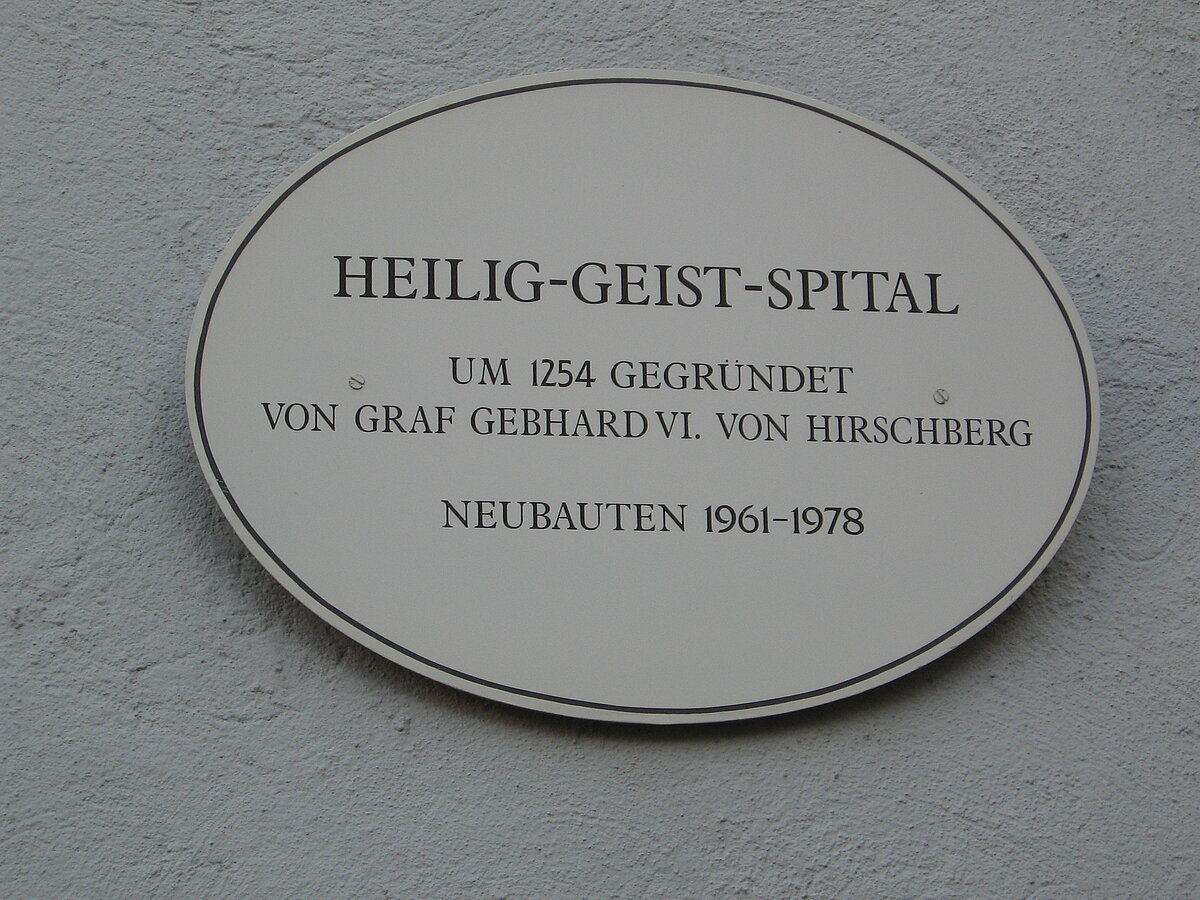 HEILIG-GEIST-SPITAL
UM 1254 GEGRÜNDET
VON GRAF GEBHARD VI. VON HIRSCHBERG
NEUBAUTEN 1961-1978